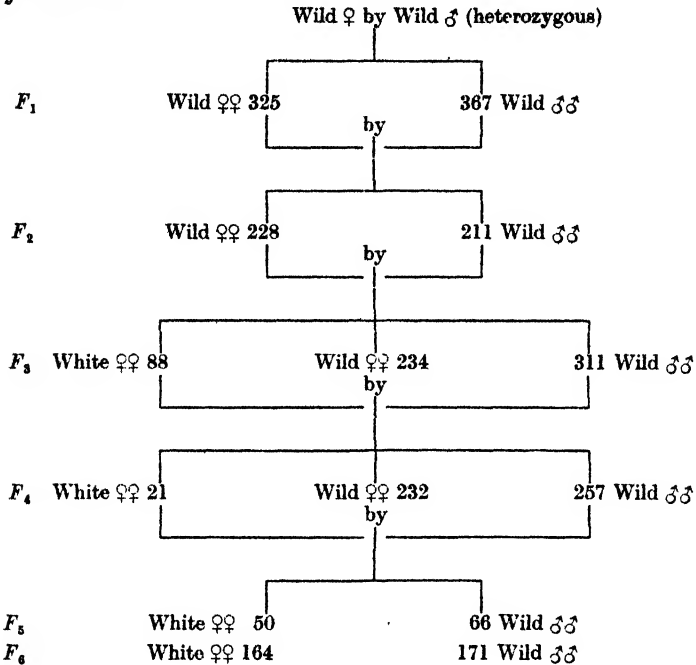 Wild ♀ by Wild ♂ (heterozygous)
F₁ Wild ♀♀ 325 367 Wild ♂♂
by
F₂ Wild ♀♀ 228 211 Wild ♂♂
by
F₃ White ♀♀ 88 Wild ♀♀ 234 311 Wild ♂♂
by
F₄ White ♀♀ 21 Wild ♀♀ 232 257 Wild ♂♂
by
F₅ White ♀♀ 50 66 Wild ♂♂
F₆ White ♀♀ 164 171 Wild ♂♂